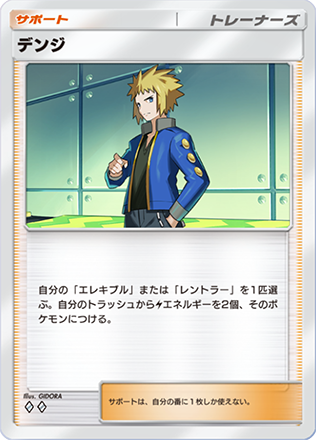 サポート
トレーナーズ
デンジ
自分の「エレキブル」または「レントラー」を1匹選
ぶ。自分のトラッシュからエネルギーを2個、その
ポケモンにつける。
Illus. GIDORA
サポートは、自分の番に1枚しか使えない。